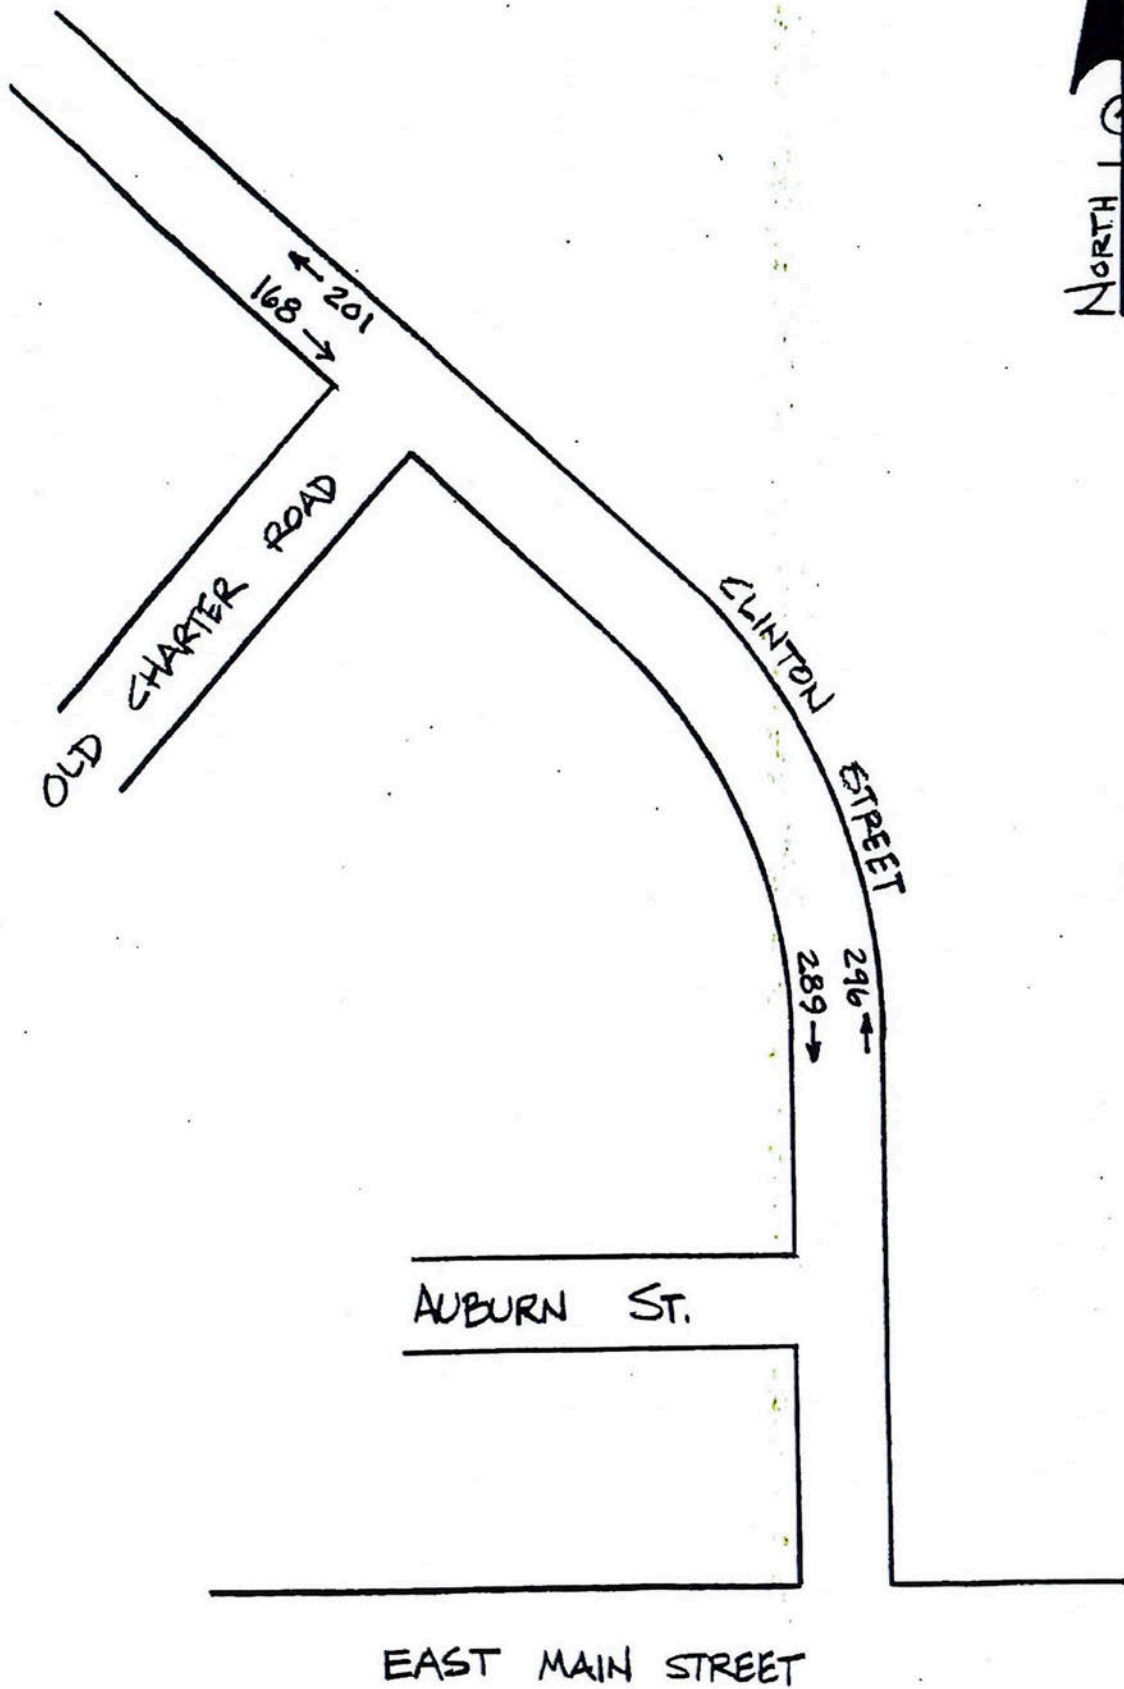 NORTH
201
168
OLD CHARTER ROAD
CLINTON STREET
296
289
AUBURN ST.
EAST MAIN STREET